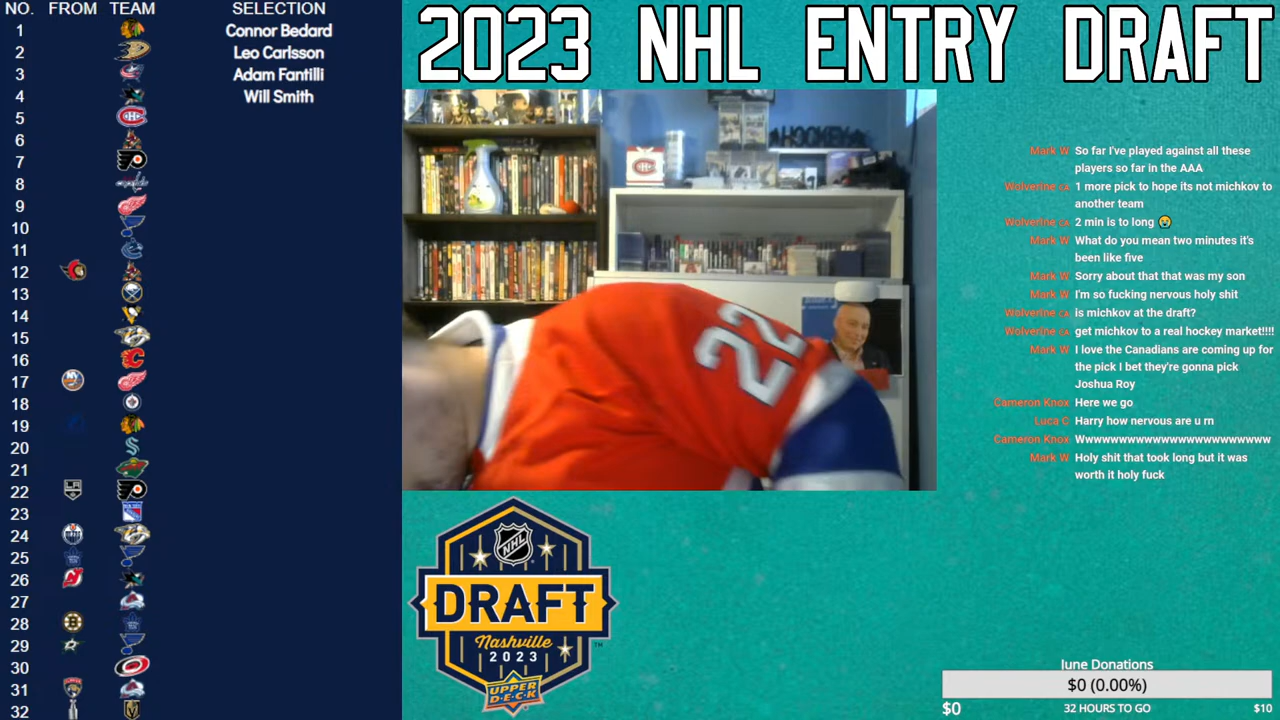 NO. FROM TEAM SELECTION
2023 NHL ENTRY DRAFT
1 Connor Bedard
2 Leo Carlsson
3 Adam Fantilli
4 Will Smith
5
6
7
8
9
10
11
12
13
14
15
16
17
18
19
20
21
22
23
24
25
26
27
28
29
30
31
32
HOCKEY
22
Mark W So far I've played against all these
players so far in the AAA
Wolverine CA 1 more pick to hope its not michkov to
another team
Wolverine CA 2 min is to long 😭
Mark W What do you mean two minutes it's
been like five
Mark W Sorry about that that was my son
Mark W I'm so fucking nervous holy shit
Wolverine CA is michkov at the draft?
Wolverine CA get michkov to a real hockey market!!!!
Mark W I love the Canadians are coming up for
the pick I bet they're gonna pick
Joshua Roy
Cameron Knox Here we go
Luca C Harry how nervous are u rn
Cameron Knox Wwwwwwwwwwwwwwwwwwwwwwww
Mark W Holy shit that took long but it was
worth it holy fuck
NHL
DRAFT
Nashville
2023
UPPER
DECK
TM
June Donations
$0 (0.00%)
$0 32 HOURS TO GO $10